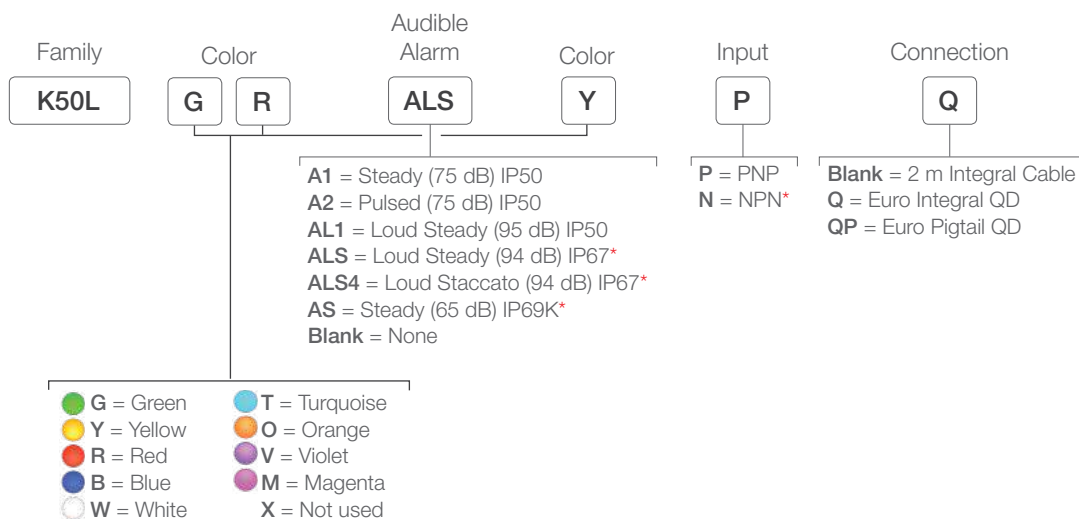 Family
Color
Audible
Alarm
Color
Input
Connection
K50L
G
R
ALS
Y
P
Q
A1 = Steady (75 dB) IP50
A2 = Pulsed (75 dB) IP50
AL1 = Loud Steady (95 dB) IP50
ALS = Loud Steady (94 dB) IP67*
ALS4 = Loud Staccato (94 dB) IP67*
AS = Steady (65 dB) IP69K*
Blank = None
P = PNP
N = NPN*
Blank = 2 m Integral Cable
Q = Euro Integral QD
QP = Euro Pigtail QD
G = Green
Y = Yellow
R = Red
B = Blue
W = White
T = Turquoise
O = Orange
V = Violet
M = Magenta
X = Not used